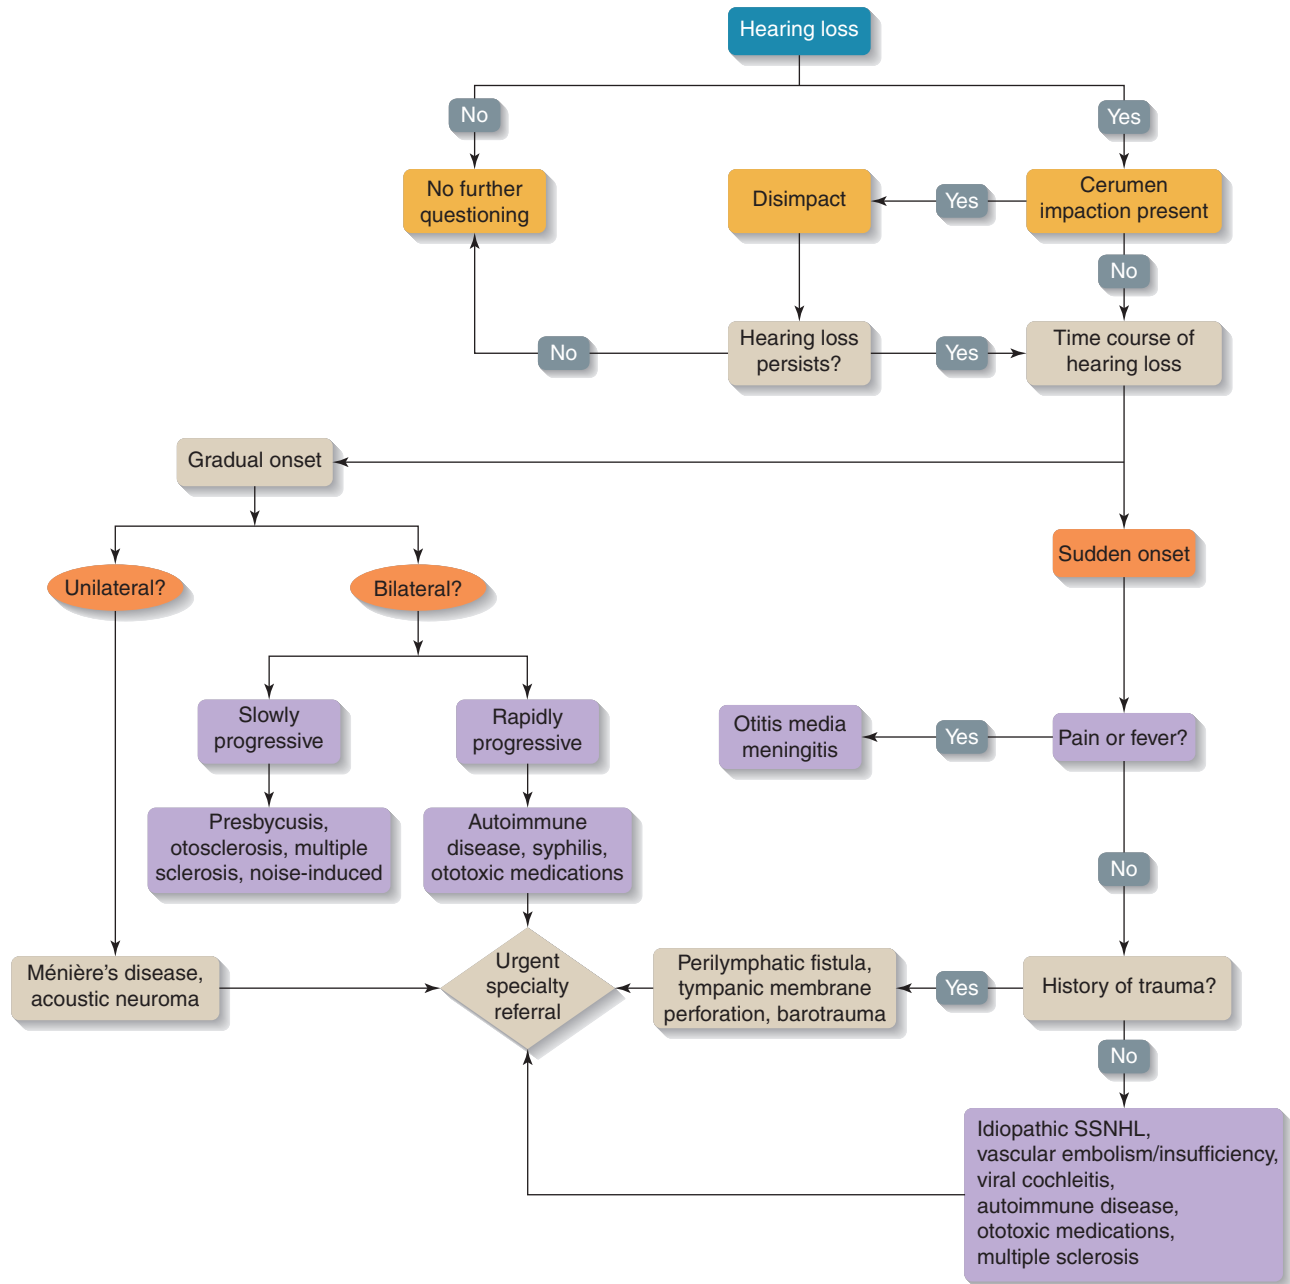 Hearing loss
No
Yes
No further
questioning
Disimpact
Yes
Cerumen
impaction present
No
Hearing loss
persists?
No
Yes
Time course of
hearing loss
Gradual onset
Sudden onset
Unilateral?
Bilateral?
Slowly
progressive
Rapidly
progressive
Otitis media
meningitis
Yes
Pain or fever?
Presbycusis,
otosclerosis, multiple
sclerosis, noise-induced
Autoimmune
disease, syphilis,
ototoxic medications
No
Ménière's disease,
acoustic neuroma
Urgent
specialty
referral
Perilymphatic fistula,
tympanic membrane
perforation, barotrauma
Yes
History of trauma?
No
Idiopathic SSNHL,
vascular embolism/insufficiency,
viral cochleitis,
autoimmune disease,
ototoxic medications,
multiple sclerosis